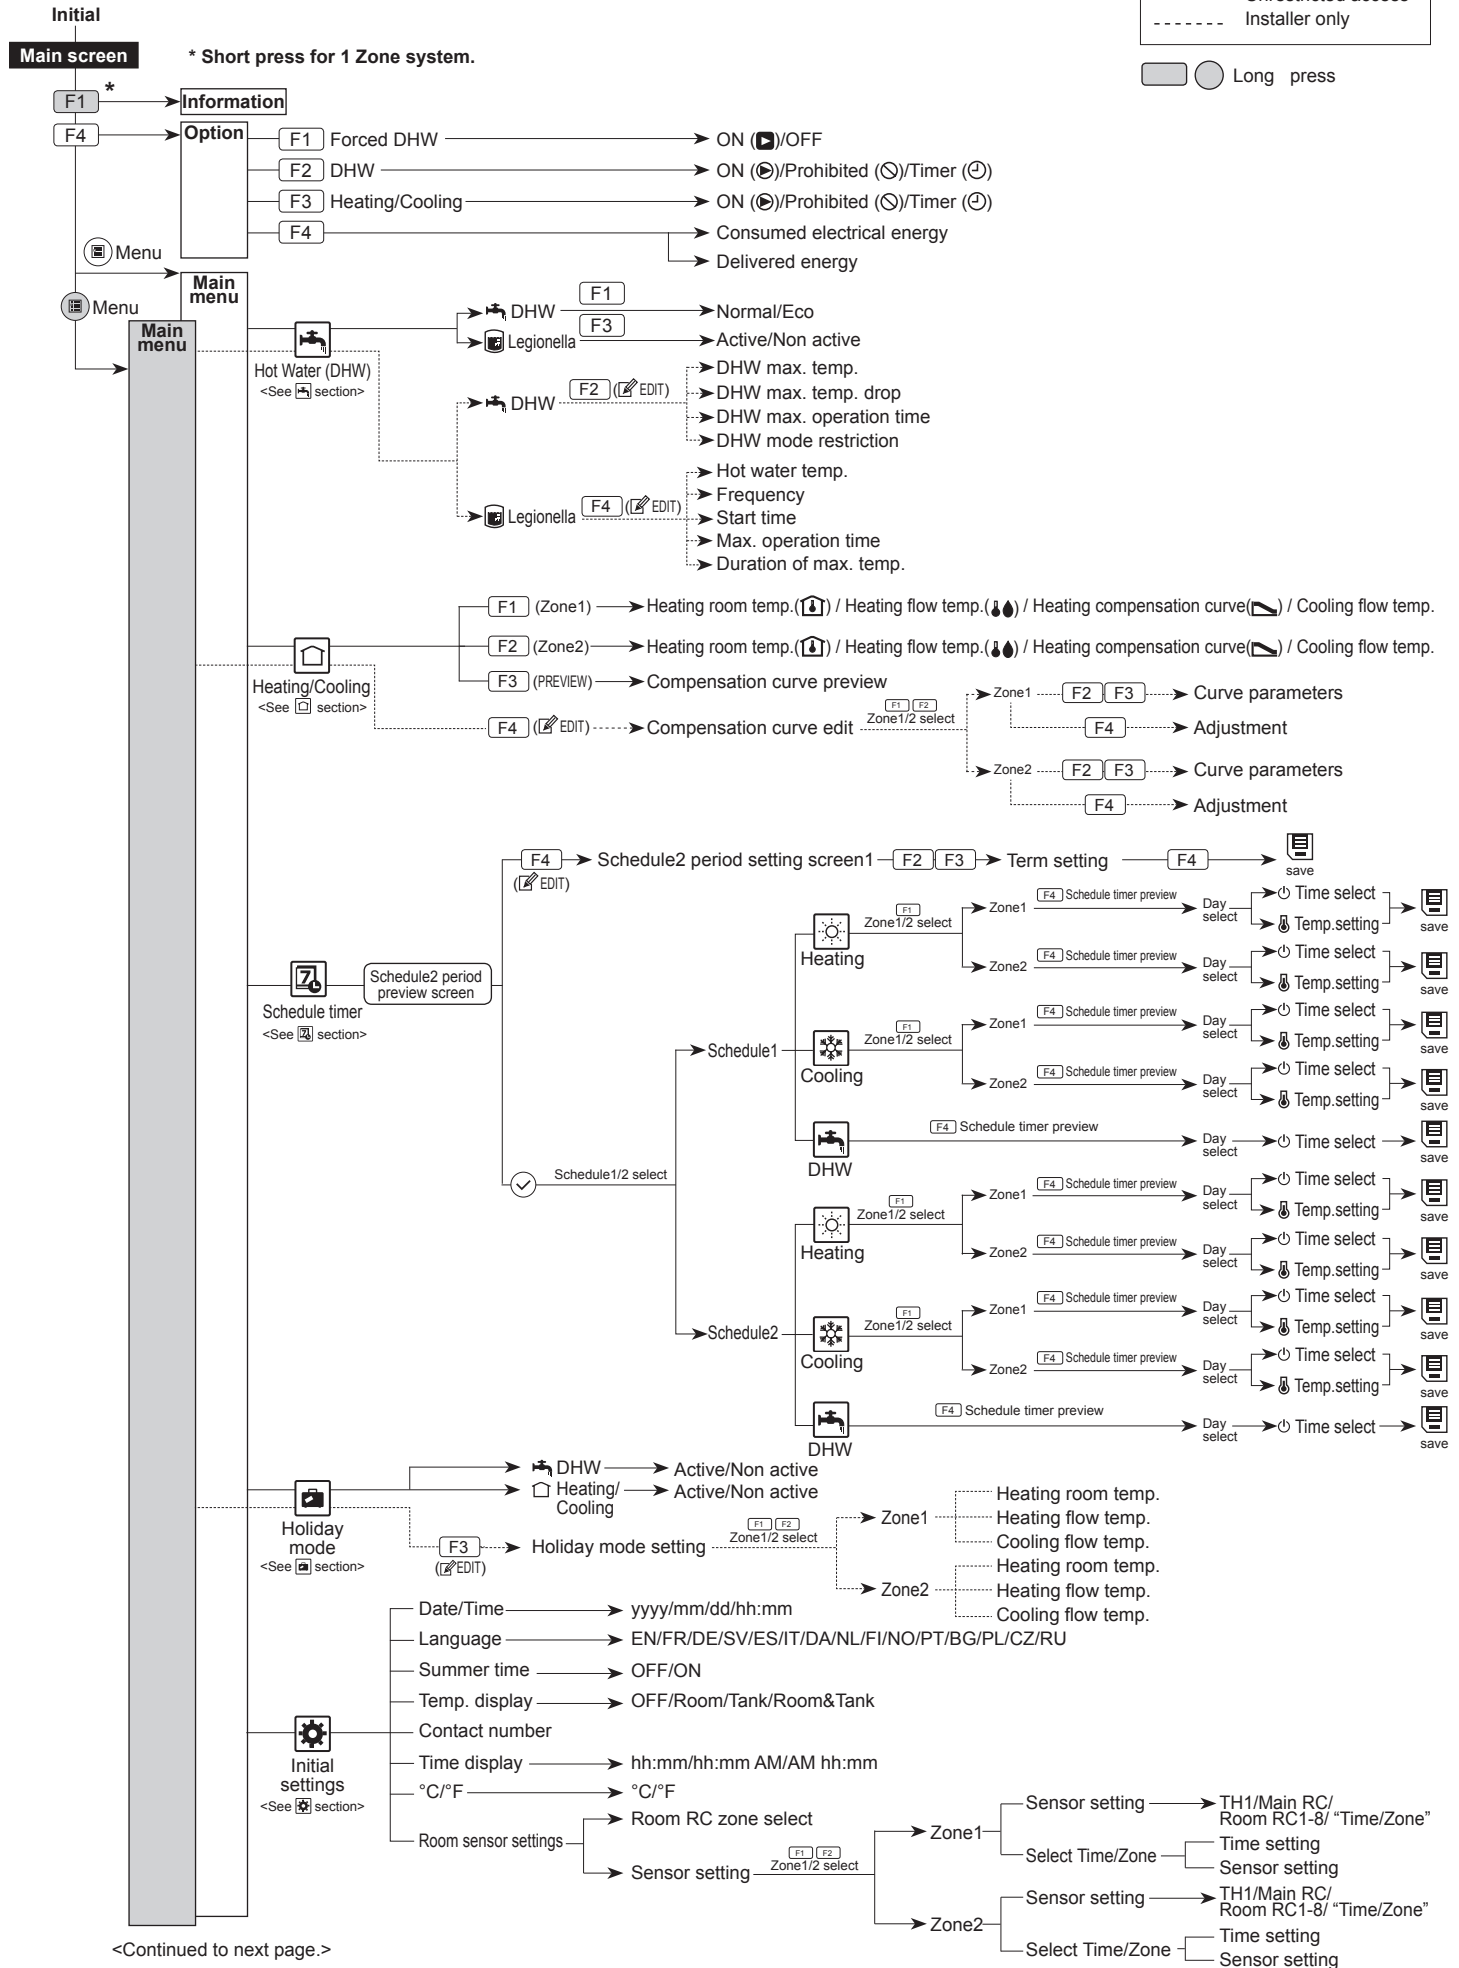 Initial
Installer only
Main screen
* Short press for 1 Zone system.
Long press
F1 * Information
F4 Option
F1 Forced DHW ON ( )/OFF
F2 DHW ON ( )/Prohibited ( )/Timer ( )
F3 Heating/Cooling ON ( )/Prohibited ( )/Timer ( )
F4 Consumed electrical energy
Delivered energy
Menu
Main
menu
Menu
Main
menu
Hot Water (DHW)
<See section>
DHW F1 Normal/Eco
Legionella F3 Active/Non active
DHW F2 ( EDIT)
DHW max. temp.
DHW max. temp. drop
DHW max. operation time
DHW mode restriction
Legionella F4 ( EDIT)
Hot water temp.
Frequency
Start time
Max. operation time
Duration of max. temp.
Heating/Cooling
<See section>
F1 (Zone1) Heating room temp.( ) / Heating flow temp.( ) / Heating compensation curve( ) / Cooling flow temp.
F2 (Zone2) Heating room temp.( ) / Heating flow temp.( ) / Heating compensation curve( ) / Cooling flow temp.
F3 (PREVIEW) Compensation curve preview
F4 ( EDIT) Compensation curve edit
F1 F2
Zone1/2 select
Zone1 F2 F3 Curve parameters
F4 Adjustment
Zone2 F2 F3 Curve parameters
F4 Adjustment
Schedule timer
<See section>
Schedule2 period
preview screen
F4 Schedule2 period setting screen1 F2 F3 Term setting F4 save
( EDIT)
Schedule1/2 select
Schedule1
Heating
F1
Zone1/2 select
Zone1 F4 Schedule timer preview Day select Time select
Temp.setting save
Zone2 F4 Schedule timer preview Day select Time select
Temp.setting save
Cooling
F1
Zone1/2 select
Zone1 F4 Schedule timer preview Day select Time select
Temp.setting save
Zone2 F4 Schedule timer preview Day select Time select
Temp.setting save
DHW
F4 Schedule timer preview Day select Time select save
Schedule2
Heating
F1
Zone1/2 select
Zone1 F4 Schedule timer preview Day select Time select
Temp.setting save
Zone2 F4 Schedule timer preview Day select Time select
Temp.setting save
Cooling
F1
Zone1/2 select
Zone1 F4 Schedule timer preview Day select Time select
Temp.setting save
Zone2 F4 Schedule timer preview Day select Time select
Temp.setting save
DHW
F4 Schedule timer preview Day select Time select save
Holiday
mode
<See section>
DHW Active/Non active
Heating/
Cooling Active/Non active
F3 Holiday mode setting
( EDIT)
F1 F2
Zone1/2 select
Zone1
Heating room temp.
Heating flow temp.
Cooling flow temp.
Zone2
Heating room temp.
Heating flow temp.
Cooling flow temp.
Initial
settings
<See section>
Date/Time yyyy/mm/dd/hh:mm
Language EN/FR/DE/SV/ES/IT/DA/NL/FI/NO/PT/BG/PL/CZ/RU
Summer time OFF/ON
Temp. display OFF/Room/Tank/Room&Tank
Contact number
Time display hh:mm/hh:mm AM/AM hh:mm
°C/°F °C/°F
Room sensor settings
Room RC zone select
Sensor setting
F1 F2
Zone1/2 select
Zone1
Sensor setting TH1/Main RC/
Room RC1-8/ “Time/Zone”
Select Time/Zone
Time setting
Sensor setting
Zone2
Sensor setting TH1/Main RC/
Room RC1-8/ “Time/Zone”
Select Time/Zone
Time setting
Sensor setting
<Continued to next page.>